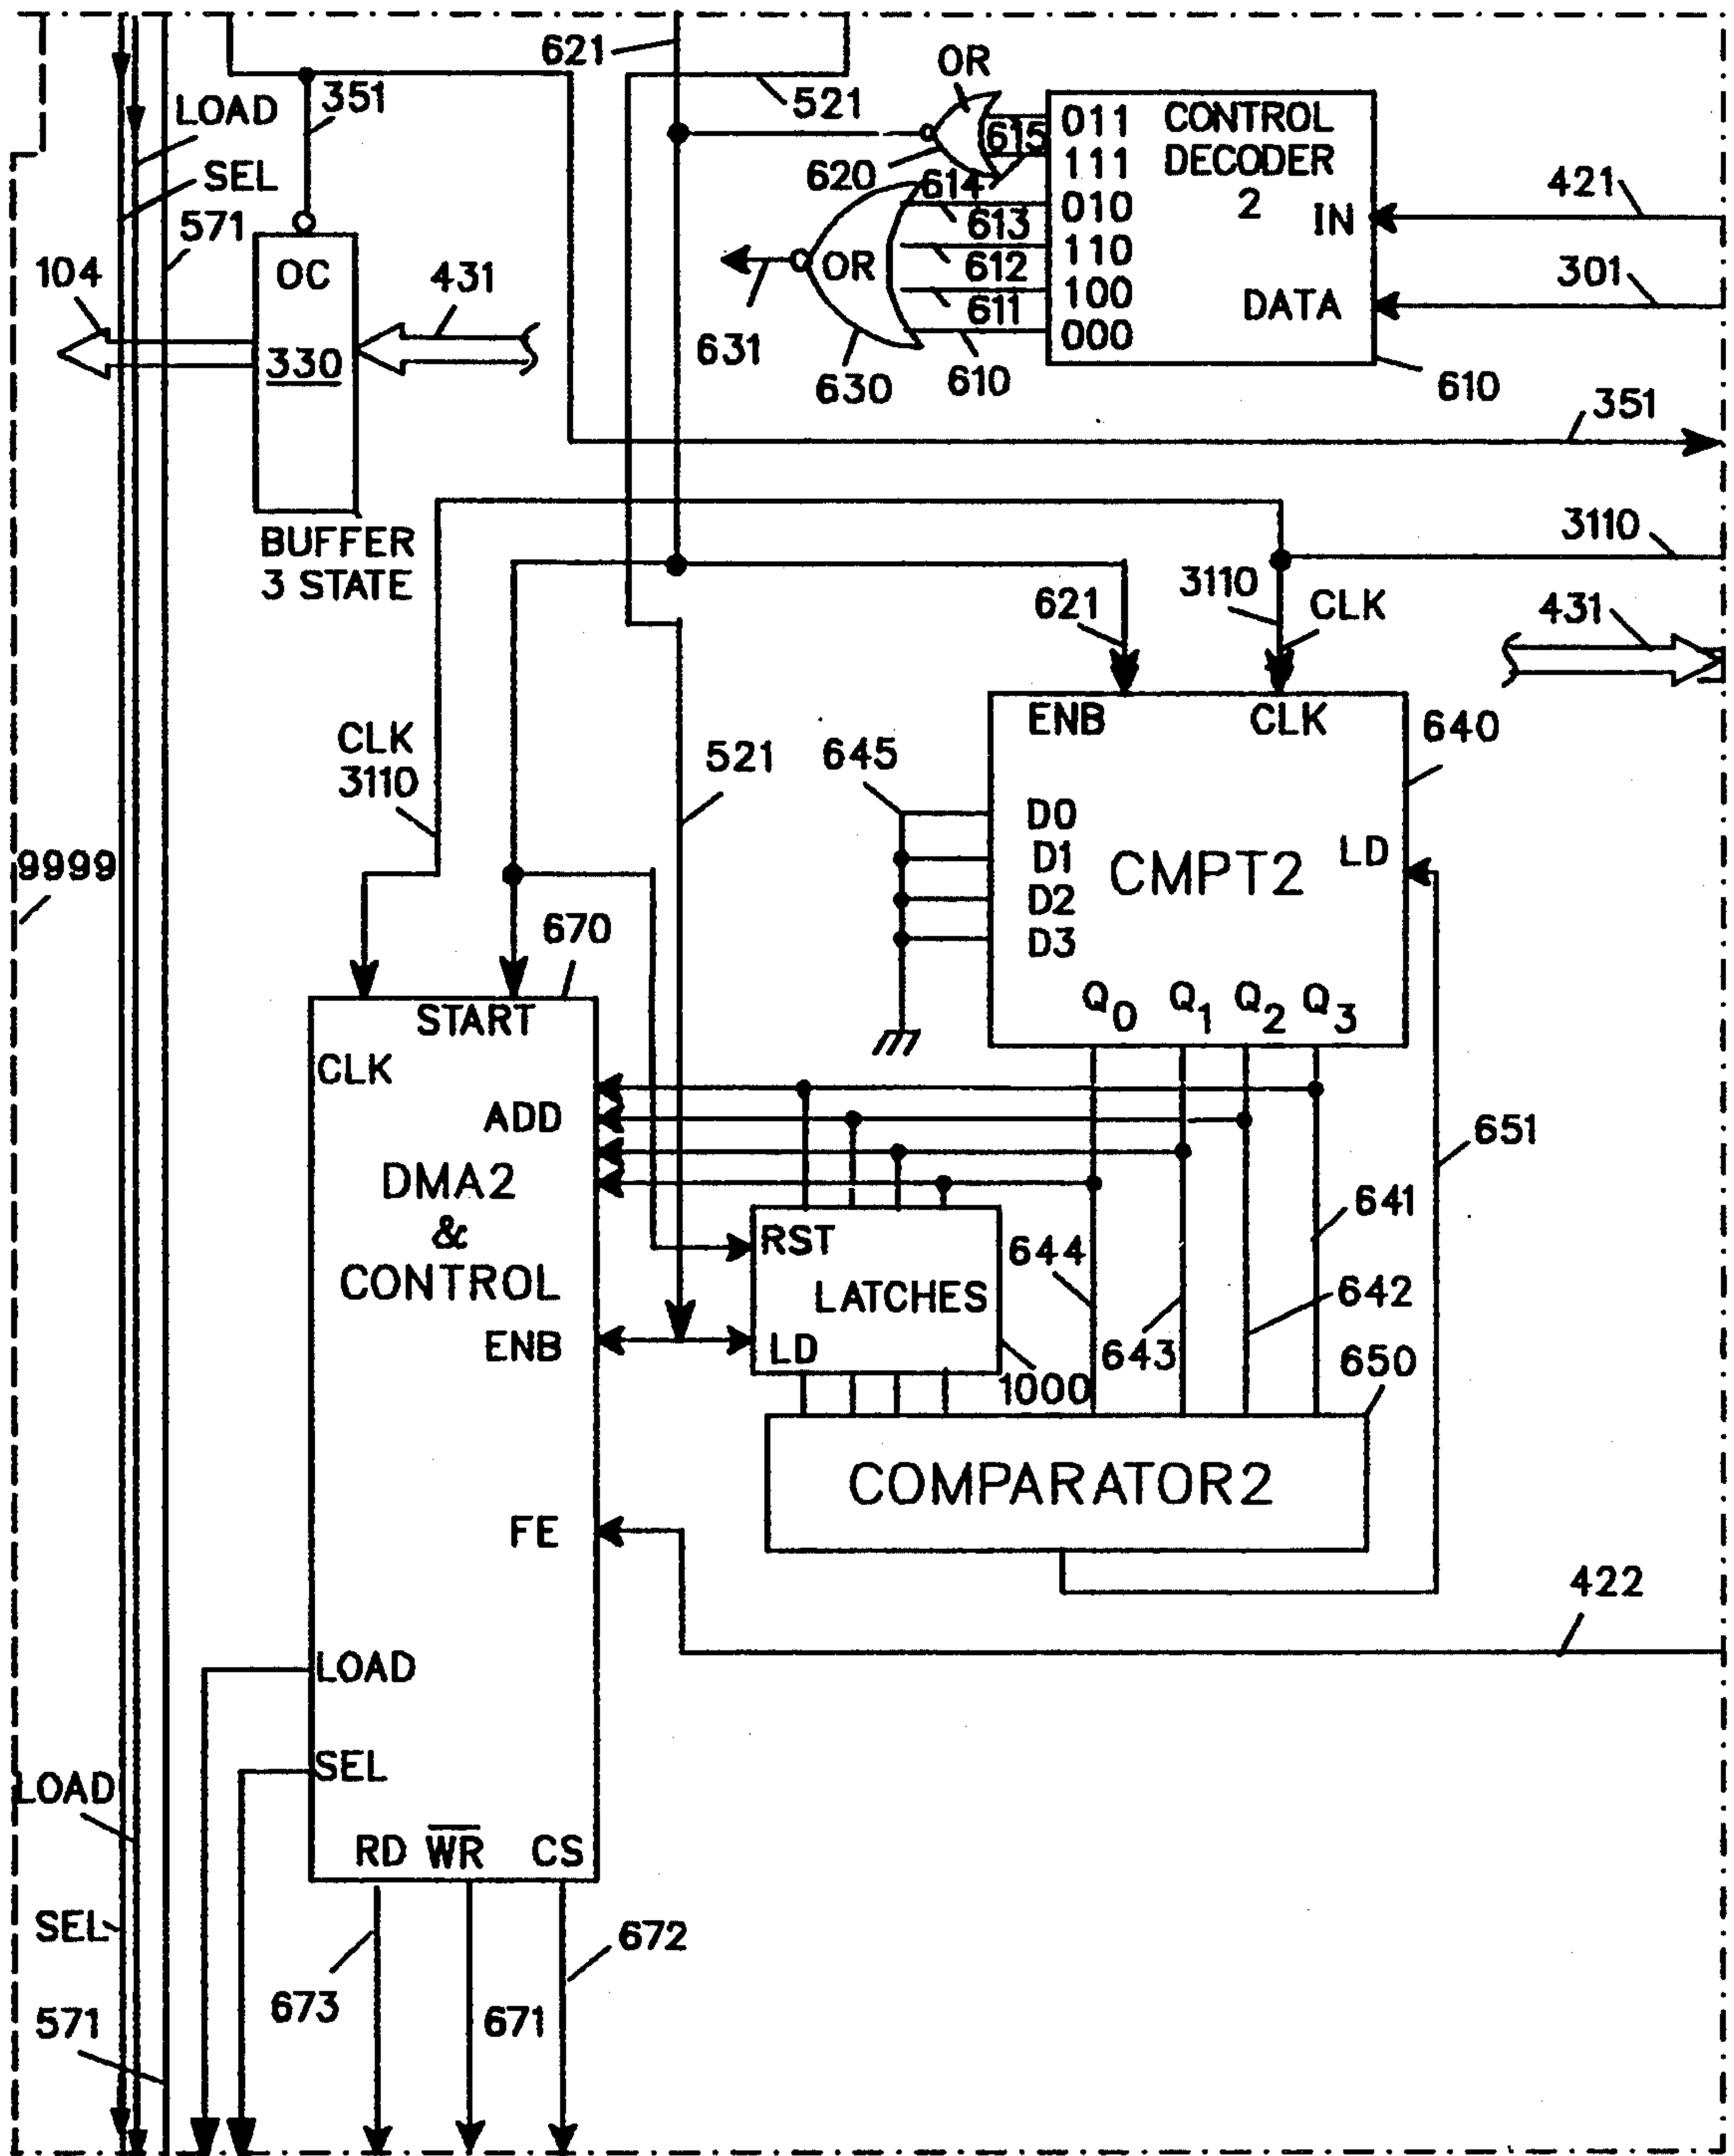 621
OR
351
LOAD
521
011 CONTROL
615
111 DECODER
SEL
620
614
010 2
421
571
613
IN
110
104
OC
431
OR
612
301
100
DATA
611
330
631
000
630
610
610
351
BUFFER
3 STATE
3110
621
3110
CLK
431
ENB CLK
640
CLK
3110
521
645
D0
D1
CMPT2
LD
D2
D3
9999
670
Q0 Q1 Q2 Q3
START
CLK
ADD
651
DMA2
&
CONTROL
641
RST
644
LATCHES
642
ENB
LD
643
650
1000
COMPARATOR2
FE
422
LOAD
SEL
LOAD
RD WR CS
SEL
672
673
671
571